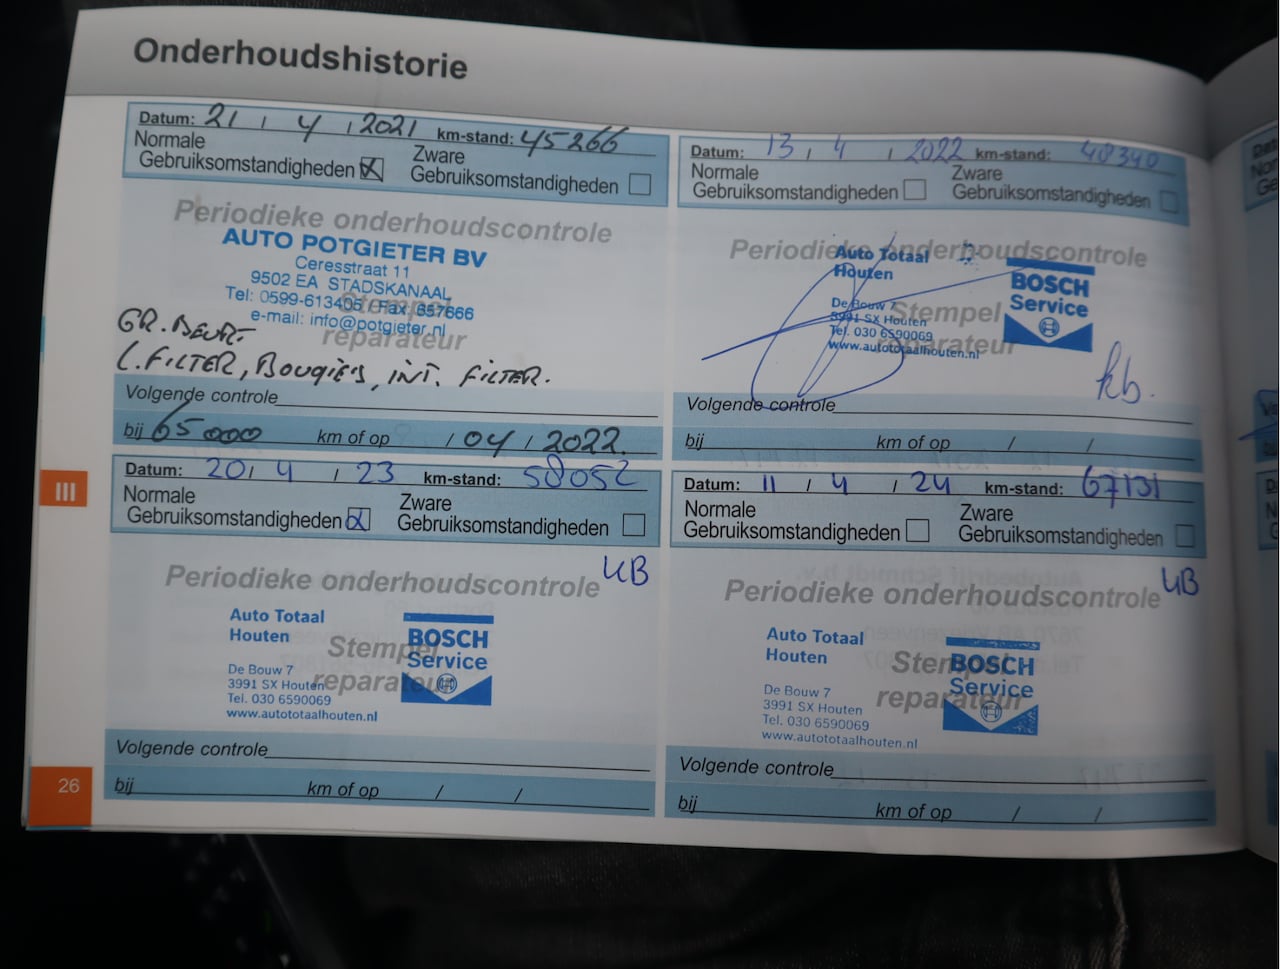 Onderhoudshistorie
Datum: 21 / 4 / 2021 km-stand: 45266
Normale Gebruiksomstandigheden Zware Gebruiksomstandigheden
Periodieke onderhoudscontrole
AUTO POTGIETER BV
Ceresstraat 11
9502 EA STADSKANAAL
Tel: 0599-613405 Fax 657666
e-mail: info@potgieter.nl
Stempel
reparateur
GR. BEURT.
L. FILTER, BOUGIE'S, INT. FILTER.
Volgende controle
bij 65000 km of op / 04 / 2022.
Datum: 13 / 4 / 2022 km-stand: 48340
Normale Gebruiksomstandigheden Zware Gebruiksomstandigheden
Periodieke onderhoudscontrole
Auto Totaal
Houten
De Bouw 7
3991 SX Houten
Tel. 030 6590069
www.autototaalhouten.nl
BOSCH
Service
Stempel
reparateur
kb.
Volgende controle
bij km of op / /
III
Datum: 20 / 4 / 23 km-stand: 58052
Normale Gebruiksomstandigheden Zware Gebruiksomstandigheden
UB
Periodieke onderhoudscontrole
Auto Totaal
Houten
De Bouw 7
3991 SX Houten
Tel. 030 6590069
www.autototaalhouten.nl
BOSCH
Service
Stempel
reparateur
Volgende controle
bij km of op / /
Datum: 11 / 4 / 24 km-stand: 67131
Normale Gebruiksomstandigheden Zware Gebruiksomstandigheden
UB
Periodieke onderhoudscontrole
Auto Totaal
Houten
De Bouw 7
3991 SX Houten
Tel. 030 6590069
www.autototaalhouten.nl
BOSCH
Service
Stempel
reparateur
Volgende controle
bij km of op / /
26